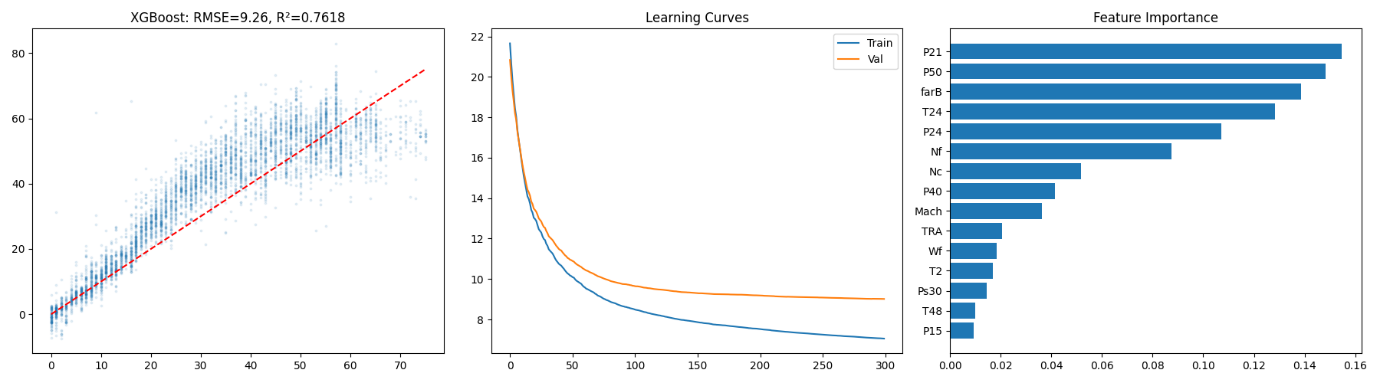 XGBoost: RMSE=9.26, R²=0.7618
80
60
40
20
0
0 10 20 30 40 50 60 70
Learning Curves
Train
Val
22
20
18
16
14
12
10
8
0 50 100 150 200 250 300
Feature Importance
P21
P50
farB
T24
P24
Nf
Nc
P40
Mach
TRA
Wf
T2
Ps30
T48
P15
0.00 0.02 0.04 0.06 0.08 0.10 0.12 0.14 0.16